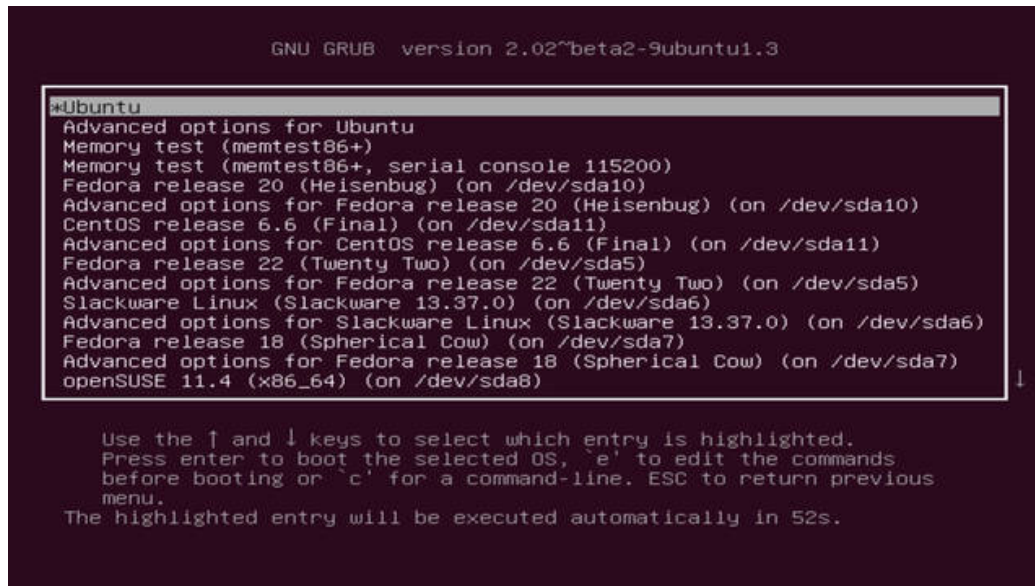 GNU GRUB  version 2.02~beta2-9ubuntu1.3
*Ubuntu
Advanced options for Ubuntu
Memory test (memtest86+)
Memory test (memtest86+, serial console 115200)
Fedora release 20 (Heisenbug) (on /dev/sda10)
Advanced options for Fedora release 20 (Heisenbug) (on /dev/sda10)
CentOS release 6.6 (Final) (on /dev/sda11)
Advanced options for CentOS release 6.6 (Final) (on /dev/sda11)
Fedora release 22 (Twenty Two) (on /dev/sda5)
Advanced options for Fedora release 22 (Twenty Two) (on /dev/sda5)
Slackware Linux (Slackware 13.37.0) (on /dev/sda6)
Advanced options for Slackware Linux (Slackware 13.37.0) (on /dev/sda6)
Fedora release 18 (Spherical Cow) (on /dev/sda7)
Advanced options for Fedora release 18 (Spherical Cow) (on /dev/sda7)
openSUSE 11.4 (x86_64) (on /dev/sda8)
↓
Use the ↑ and ↓ keys to select which entry is highlighted.
Press enter to boot the selected OS, `e' to edit the commands
before booting or `c' for a command-line. ESC to return previous
menu.
The highlighted entry will be executed automatically in 52s.